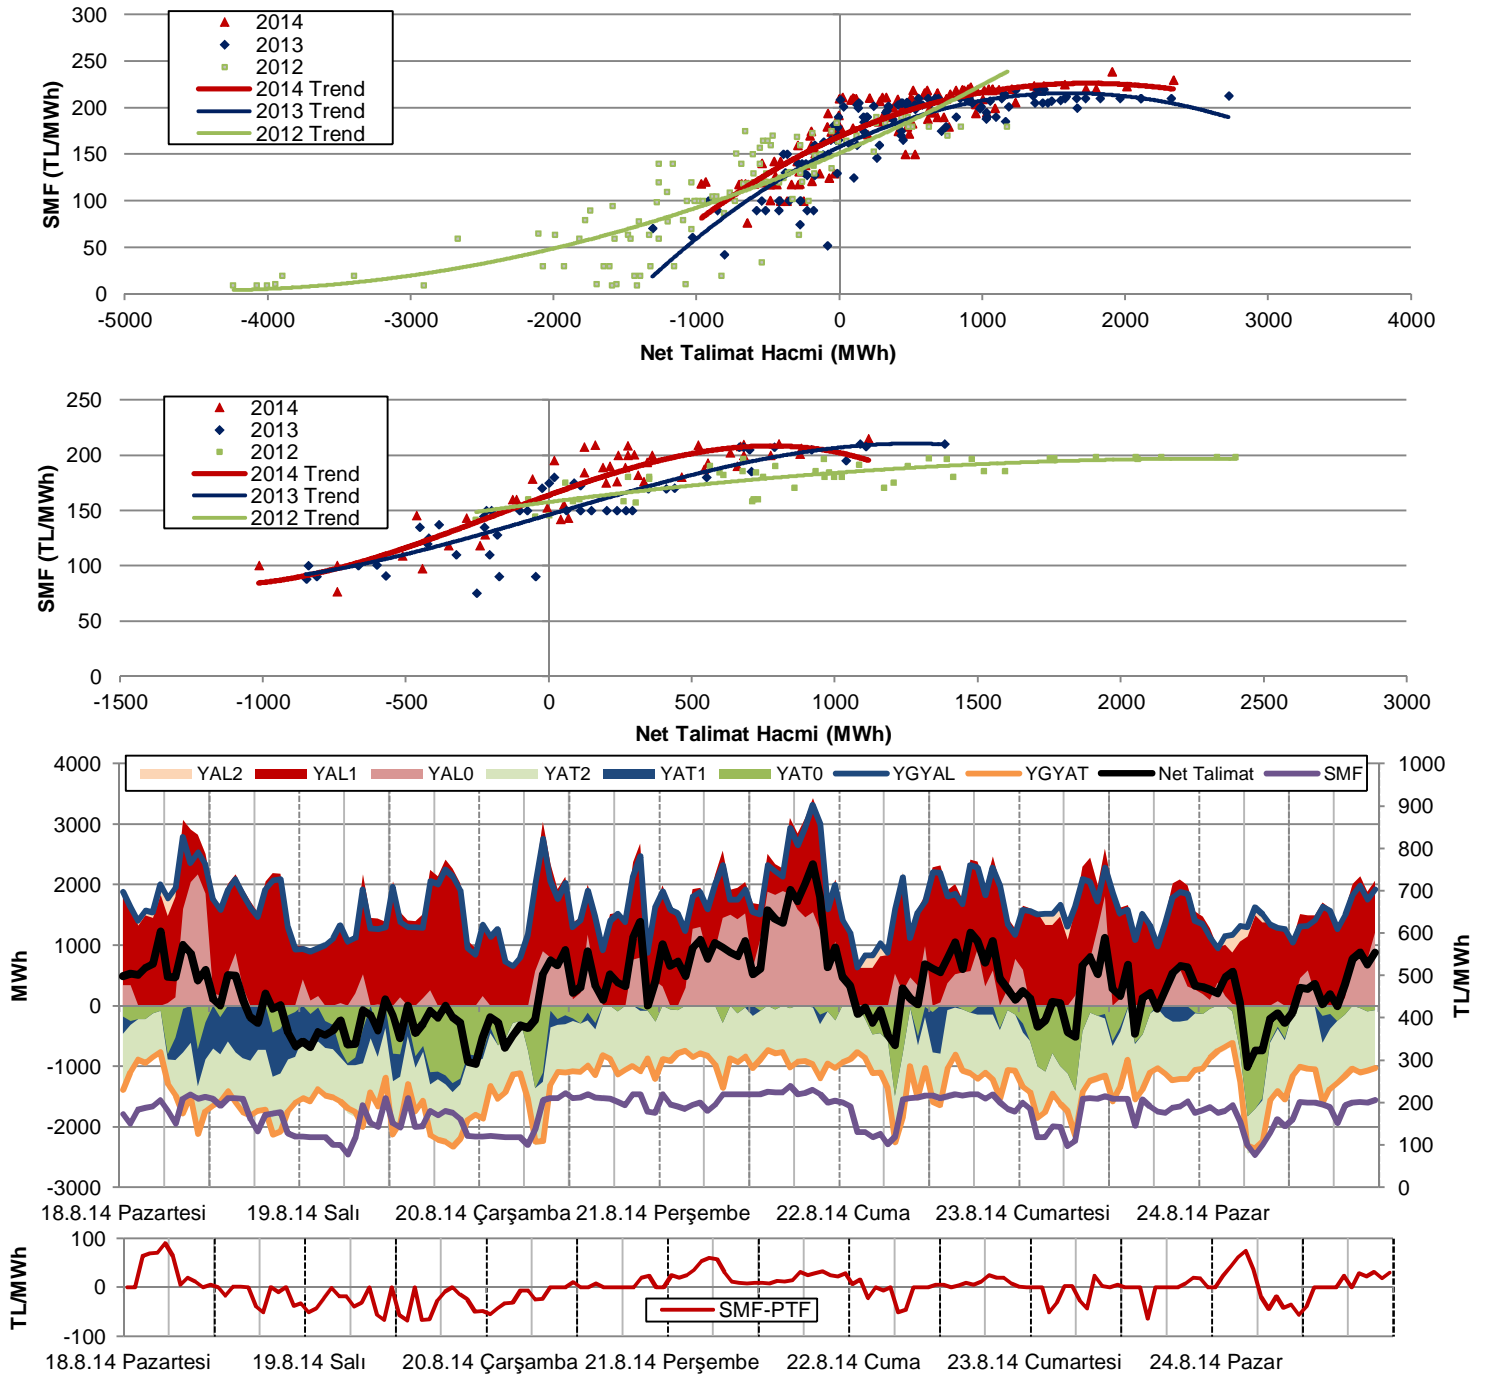 300
250
200
150
100
50
0
SMF (TL/MWh)
2014
2013
2012
2014 Trend
2013 Trend
2012 Trend
-5000 -4000 -3000 -2000 -1000 0 1000 2000 3000 4000
Net Talimat Hacmi (MWh)
250
200
150
100
50
0
SMF (TL/MWh)
2014
2013
2012
2014 Trend
2013 Trend
2012 Trend
-1500 -1000 -500 0 500 1000 1500 2000 2500 3000
Net Talimat Hacmi (MWh)
YAL2 YAL1 YAL0 YAT2 YAT1 YAT0 YGYAL YGYAT Net Talimat SMF
4000
3000
2000
1000
0
-1000
-2000
-3000
MWh
1000
900
800
700
600
500
400
300
200
100
0
TL/MWh
18.8.14 Pazartesi 19.8.14 Salı 20.8.14 Çarşamba 21.8.14 Perşembe 22.8.14 Cuma 23.8.14 Cumartesi 24.8.14 Pazar
100
0
-100
TL/MWh
SMF-PTF
18.8.14 Pazartesi 19.8.14 Salı 20.8.14 Çarşamba 21.8.14 Perşembe 22.8.14 Cuma 23.8.14 Cumartesi 24.8.14 Pazar